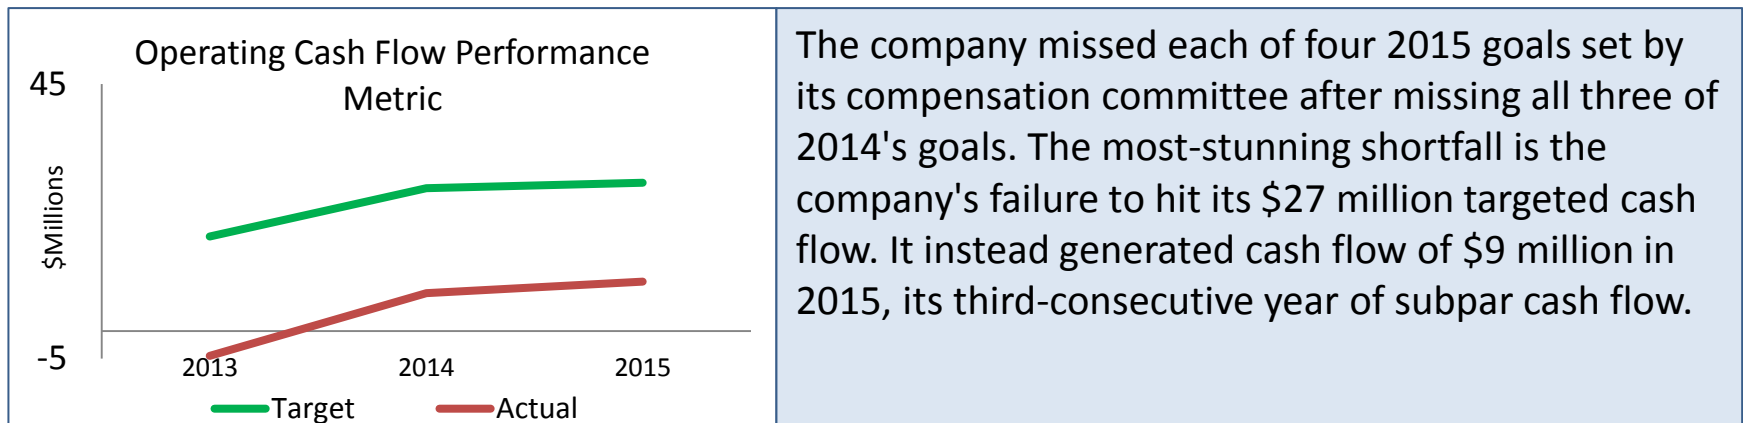 Operating Cash Flow Performance
Metric
45
$Millions
-5
2013
2014
2015
Target
Actual
The company missed each of four 2015 goals set by
its compensation committee after missing all three of
2014's goals. The most-stunning shortfall is the
company's failure to hit its $27 million targeted cash
flow. It instead generated cash flow of $9 million in
2015, its third-consecutive year of subpar cash flow.